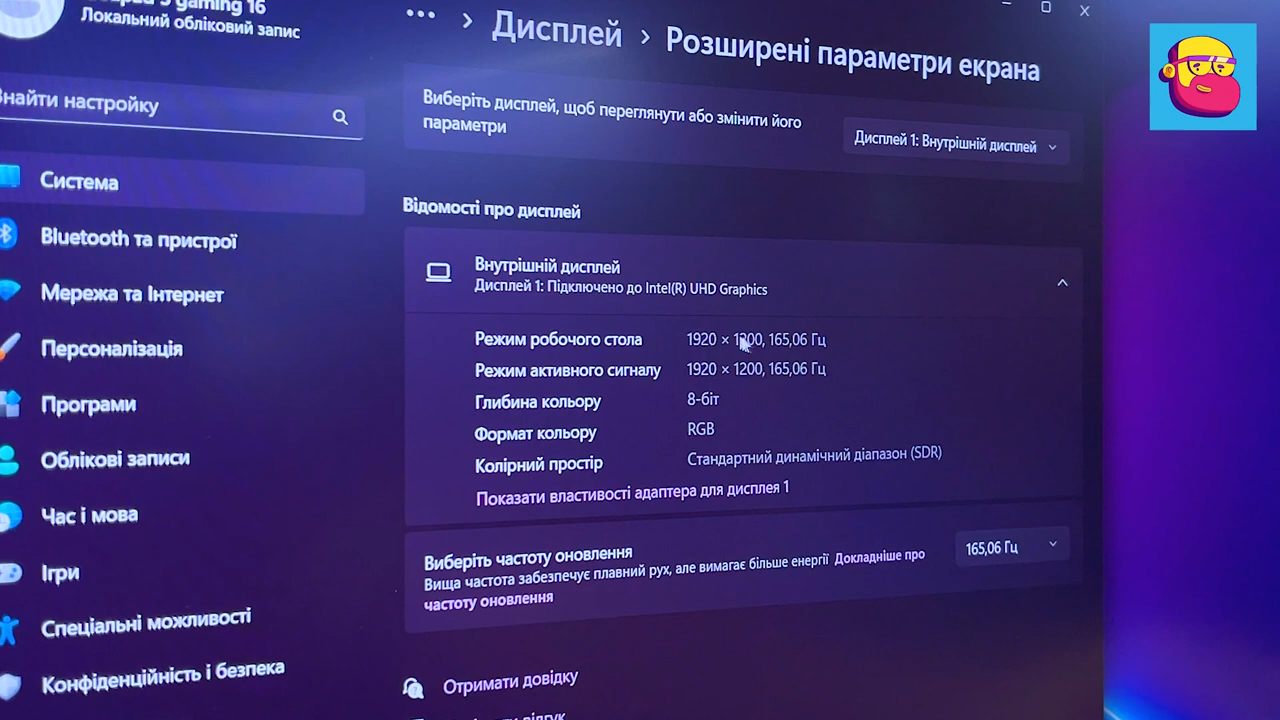 gaming 16
Локальний обліковий запис
Знайти настройку
Система
Bluetooth та пристрої
Мережа та Інтернет
Персоналізація
Програми
Облікові записи
Час і мова
Ігри
Спеціальні можливості
Конфіденційність і безпека
... > Дисплей > Розширені параметри екрана
Виберіть дисплей, щоб переглянути або змінити його
параметри
Дисплей 1: Внутрішній дисплей
Відомості про дисплей
Внутрішній дисплей
Дисплей 1: Підключено до Intel(R) UHD Graphics
Режим робочого стола 1920 × 1200, 165,06 Гц
Режим активного сигналу 1920 × 1200, 165,06 Гц
Глибина кольору 8-біт
Формат кольору RGB
Колірний простір Стандартний динамічний діапазон (SDR)
Показати властивості адаптера для дисплея 1
Виберіть частоту оновлення
Вища частота забезпечує плавний рух, але вимагає більше енергії Докладніше про
частоту оновлення
165,06 Гц
Отримати довідку
відгук